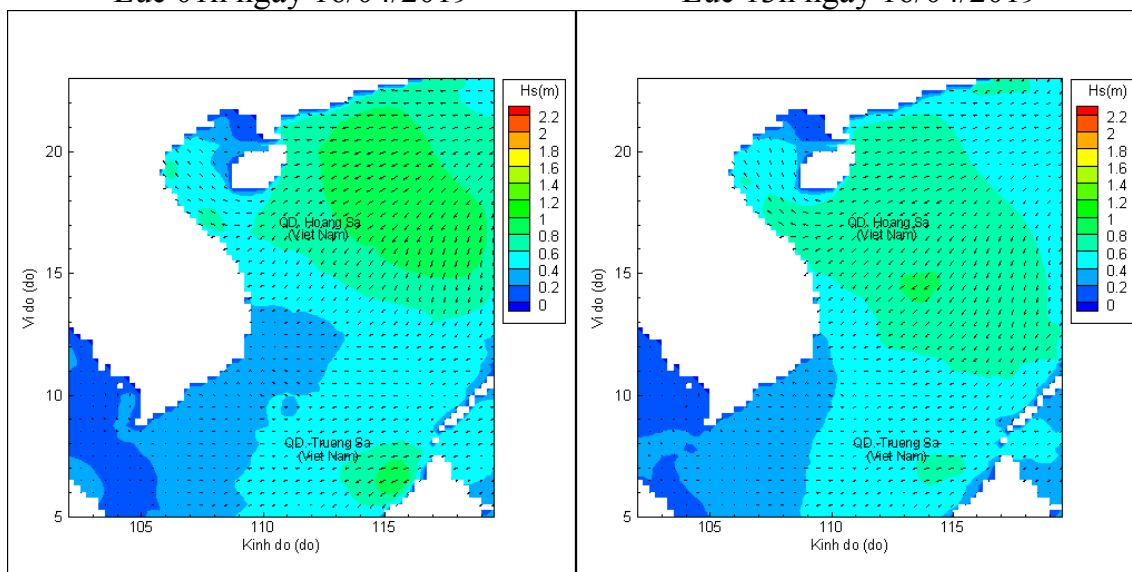 Hs(m)
2.2
2
1.8
1.6
1.4
1.2
1
0.8
0.6
0.4
0.2
0
20
15
10
5
Vi do (do)
QD. Hoang Sa
(Viet Nam)
QD. Truong Sa
(Viet Nam)
105
110
115
Kinh do (do)
Hs(m)
2.2
2
1.8
1.6
1.4
1.2
1
0.8
0.6
0.4
0.2
0
20
15
10
5
Vi do (do)
QD. Hoang Sa
(Viet Nam)
QD. Truong Sa
(Viet Nam)
105
110
115
Kinh do (do)